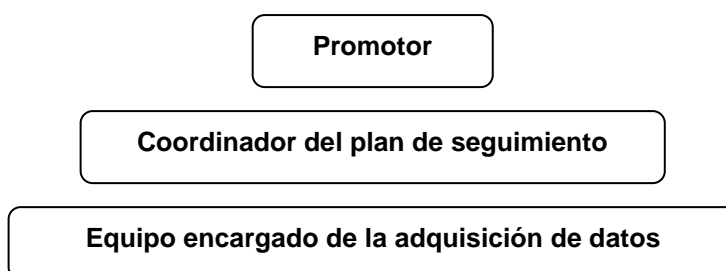 Promotor
Coordinador del plan de seguimiento
Equipo encargado de la adquisición de datos